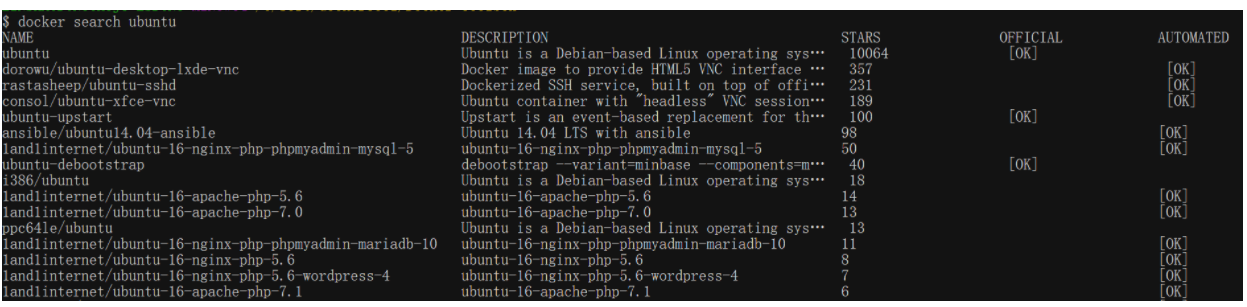 $ docker search ubuntu
NAME DESCRIPTION STARS OFFICIAL AUTOMATED
ubuntu Ubuntu is a Debian-based Linux operating sys… 10064 [OK]
dorowu/ubuntu-desktop-lxde-vnc Docker image to provide HTML5 VNC interface … 357 [OK]
rastasheep/ubuntu-sshd Dockerized SSH service, built on top of offi… 231 [OK]
consol/ubuntu-xfce-vnc Ubuntu container with "headless" VNC session… 189 [OK]
ubuntu-upstart Upstart is an event-based replacement for th… 100 [OK]
ansible/ubuntu14.04-ansible Ubuntu 14.04 LTS with ansible 98 [OK]
landlinternet/ubuntu-16-nginx-php-phpmyadmin-mysql-5 ubuntu-16-nginx-php-phpmyadmin-mysql-5 50 [OK]
ubuntu-debootstrap debootstrap --variant=minbase --components=m… 40 [OK]
i386/ubuntu Ubuntu is a Debian-based Linux operating sys… 18
landlinternet/ubuntu-16-apache-php-5.6 ubuntu-16-apache-php-5.6 14 [OK]
landlinternet/ubuntu-16-apache-php-7.0 ubuntu-16-apache-php-7.0 13 [OK]
ppc64le/ubuntu Ubuntu is a Debian-based Linux operating sys… 13
landlinternet/ubuntu-16-nginx-php-phpmyadmin-mariadb-10 ubuntu-16-nginx-php-phpmyadmin-mariadb-10 11 [OK]
landlinternet/ubuntu-16-nginx-php-5.6 ubuntu-16-nginx-php-5.6 8 [OK]
landlinternet/ubuntu-16-nginx-php-5.6-wordpress-4 ubuntu-16-nginx-php-5.6-wordpress-4 7 [OK]
landlinternet/ubuntu-16-apache-php-7.1 ubuntu-16-apache-php-7.1 6 [OK]